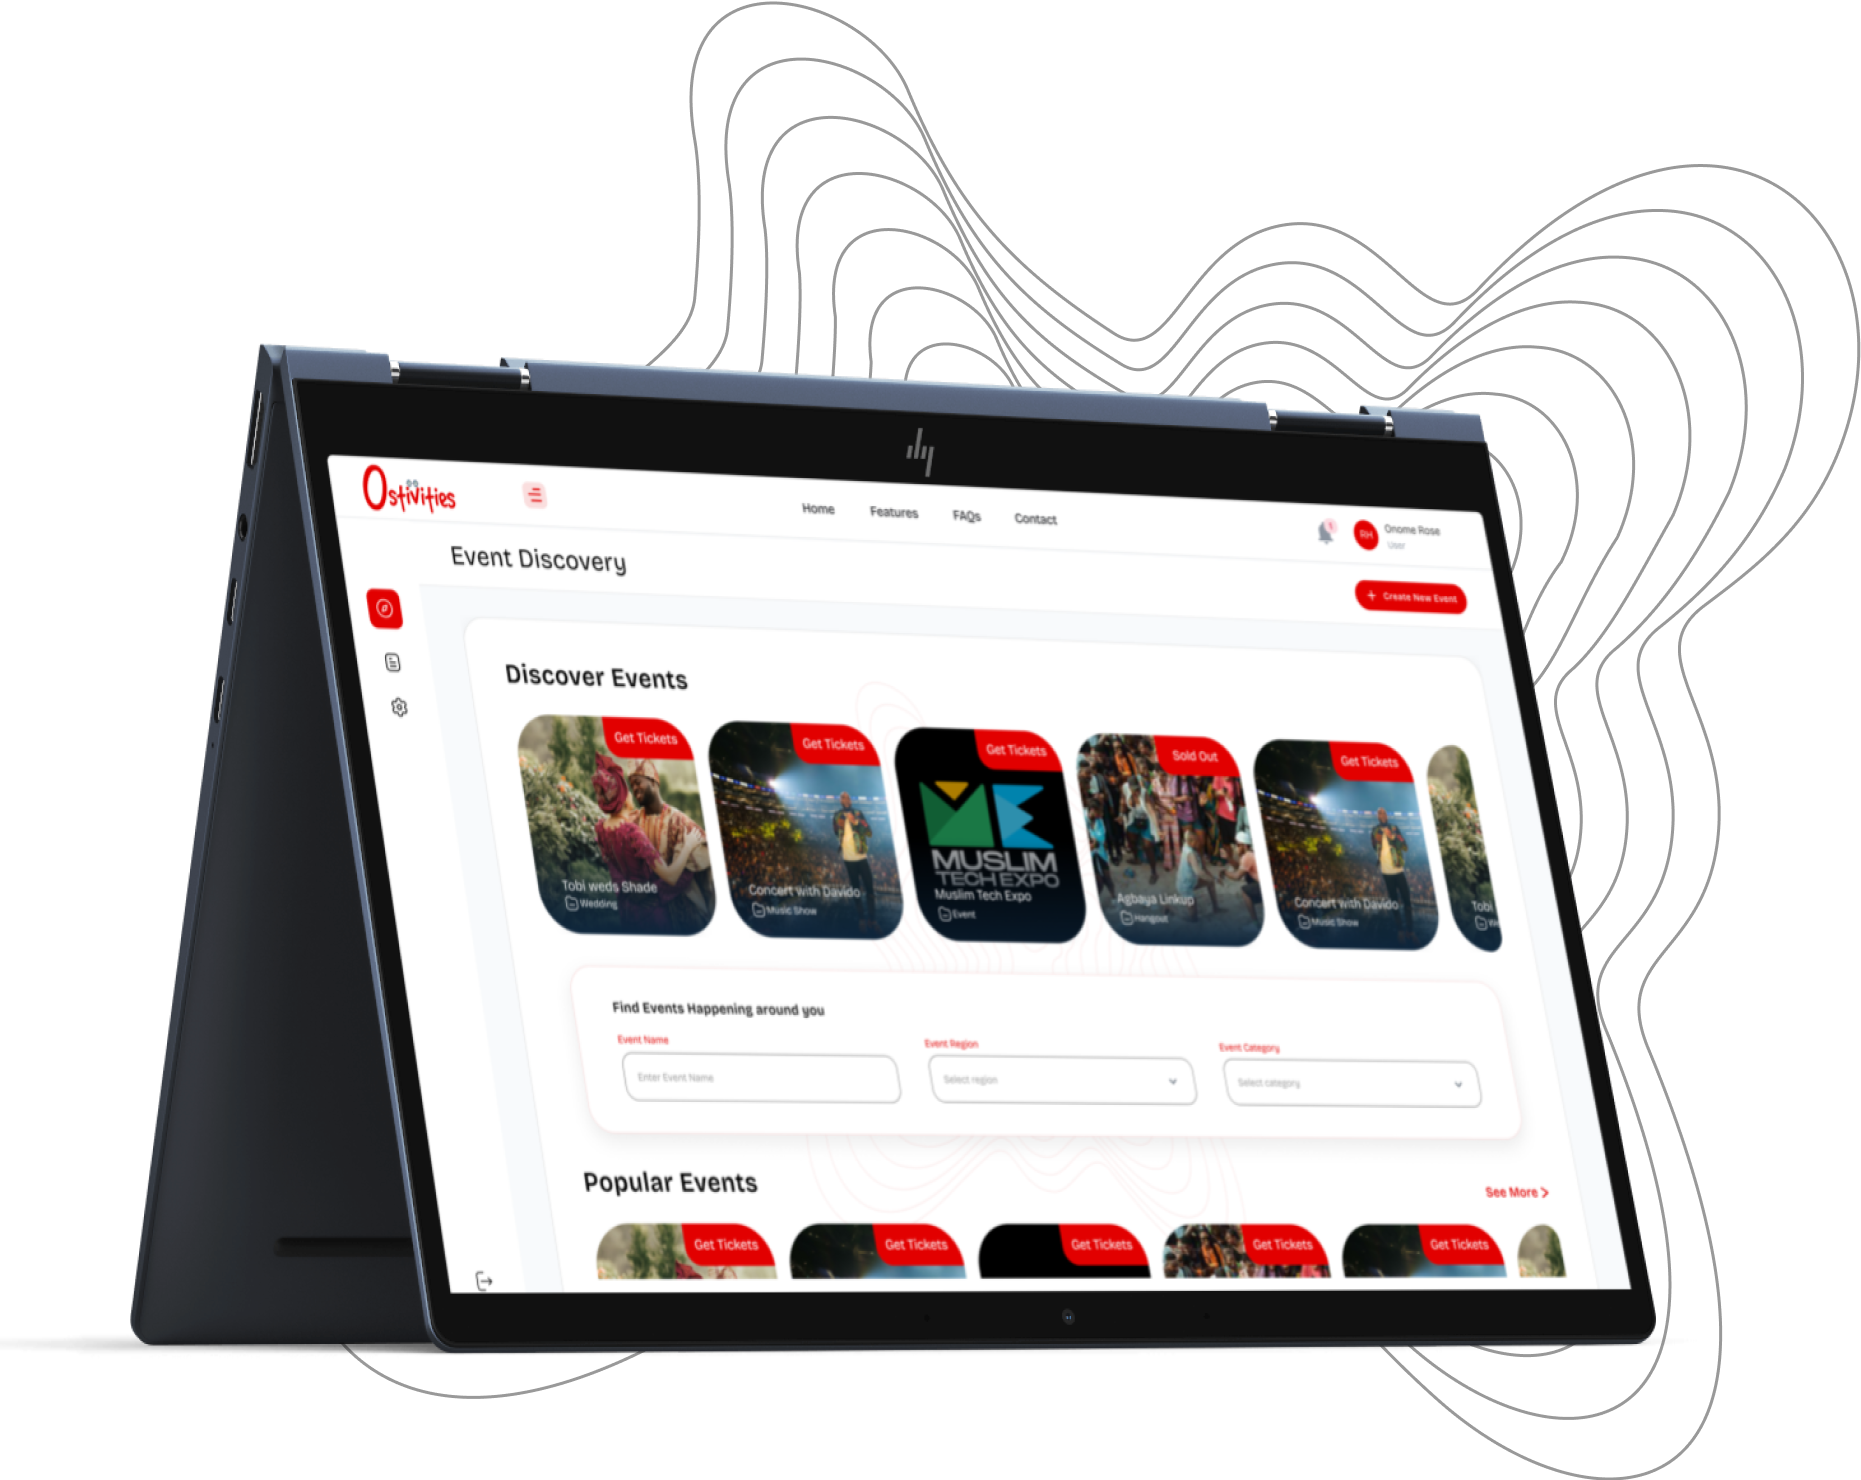 Ostivities
Home
Features
FAQs
Contact
1
RH
Onome Rose
User
Event Discovery
+ Create New Event
Discover Events
Get Tickets
Tobi weds Shade
Wedding
Get Tickets
Concert with Davido
Music Show
Get Tickets
MUSLIM
TECH EXPO
Muslim Tech Expo
Event
Sold Out
Agbaya Linkup
Hangout
Get Tickets
Concert with Davido
Music Show
Tobi
We
Find Events Happening around you
Event Name
Enter Event Name
Event Region
Select region
Event Category
Select category
Popular Events
See More >
Get Tickets
Get Tickets
Get Tickets
Get Tickets
Get Tickets